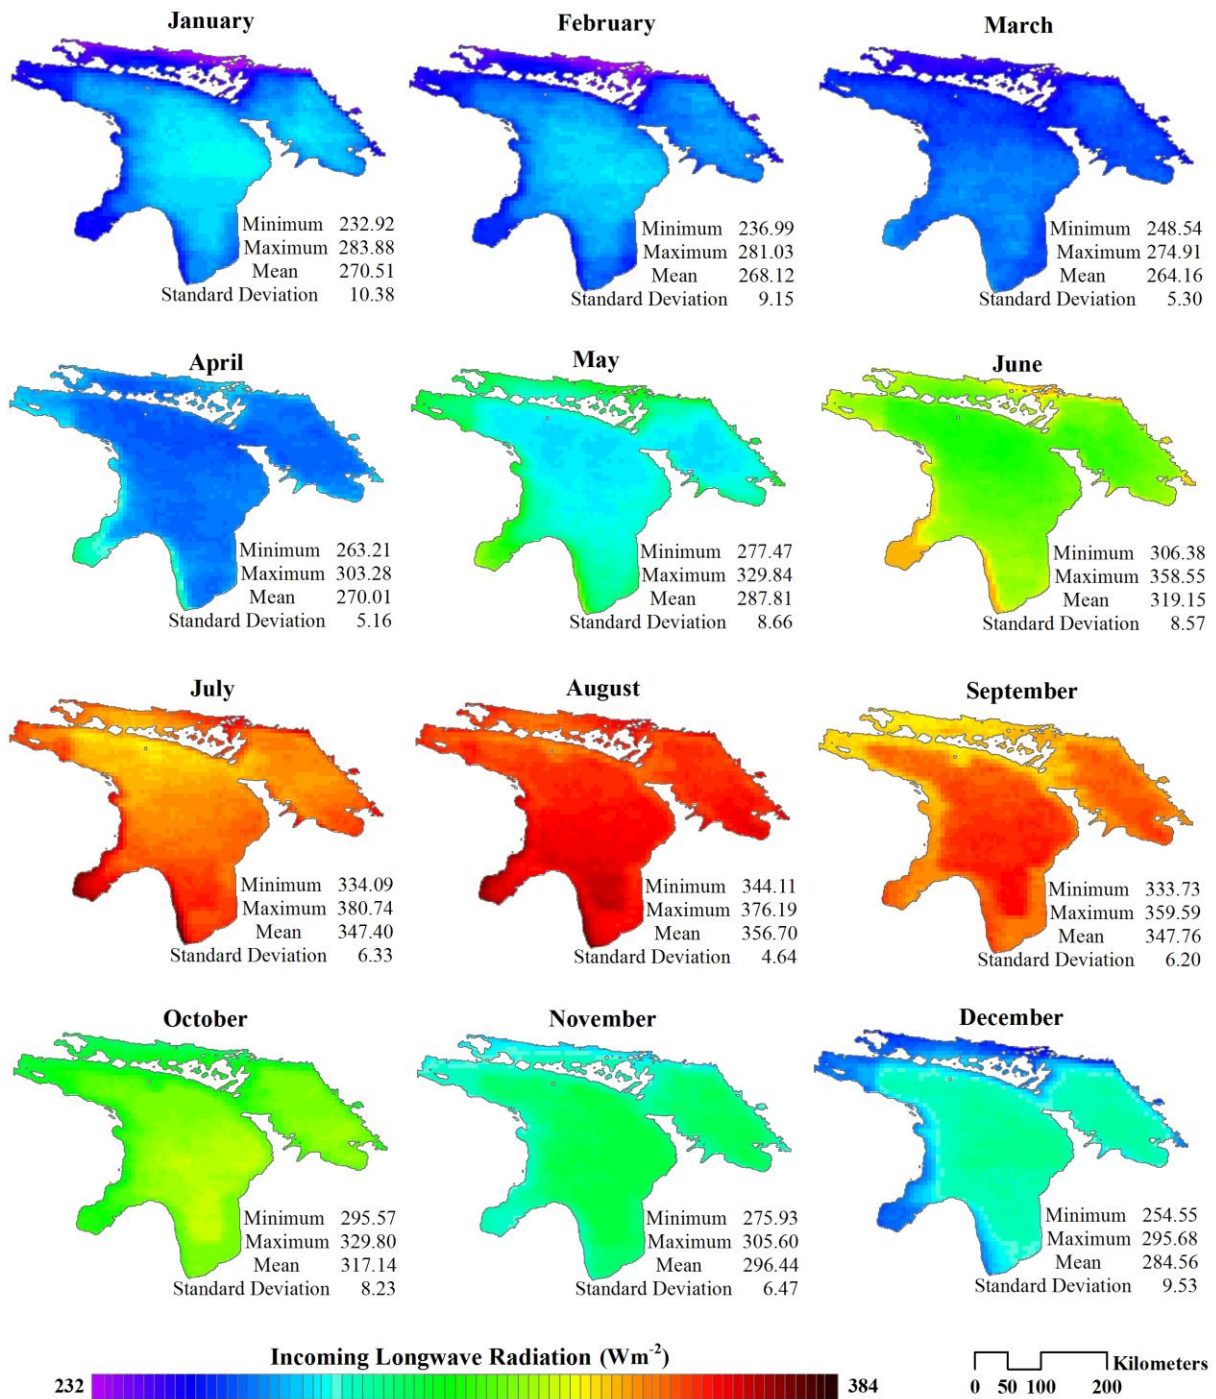 January
February
March
Minimum 232.92
Maximum 283.88
Mean 270.51
Standard Deviation 10.38
Minimum 236.99
Maximum 281.03
Mean 268.12
Standard Deviation 9.15
Minimum 248.54
Maximum 274.91
Mean 264.16
Standard Deviation 5.30
April
May
June
Minimum 263.21
Maximum 303.28
Mean 270.01
Standard Deviation 5.16
Minimum 277.47
Maximum 329.84
Mean 287.81
Standard Deviation 8.66
Minimum 306.38
Maximum 358.55
Mean 319.15
Standard Deviation 8.57
July
August
September
Minimum 334.09
Maximum 380.74
Mean 347.40
Standard Deviation 6.33
Minimum 344.11
Maximum 376.19
Mean 356.70
Standard Deviation 4.64
Minimum 333.73
Maximum 359.59
Mean 347.76
Standard Deviation 6.20
October
November
December
Minimum 295.57
Maximum 329.80
Mean 317.14
Standard Deviation 8.23
Minimum 275.93
Maximum 305.60
Mean 296.44
Standard Deviation 6.47
Minimum 254.55
Maximum 295.68
Mean 284.56
Standard Deviation 9.53
Incoming Longwave Radiation (Wm⁻²)
232 384
Kilometers
0 50 100 200